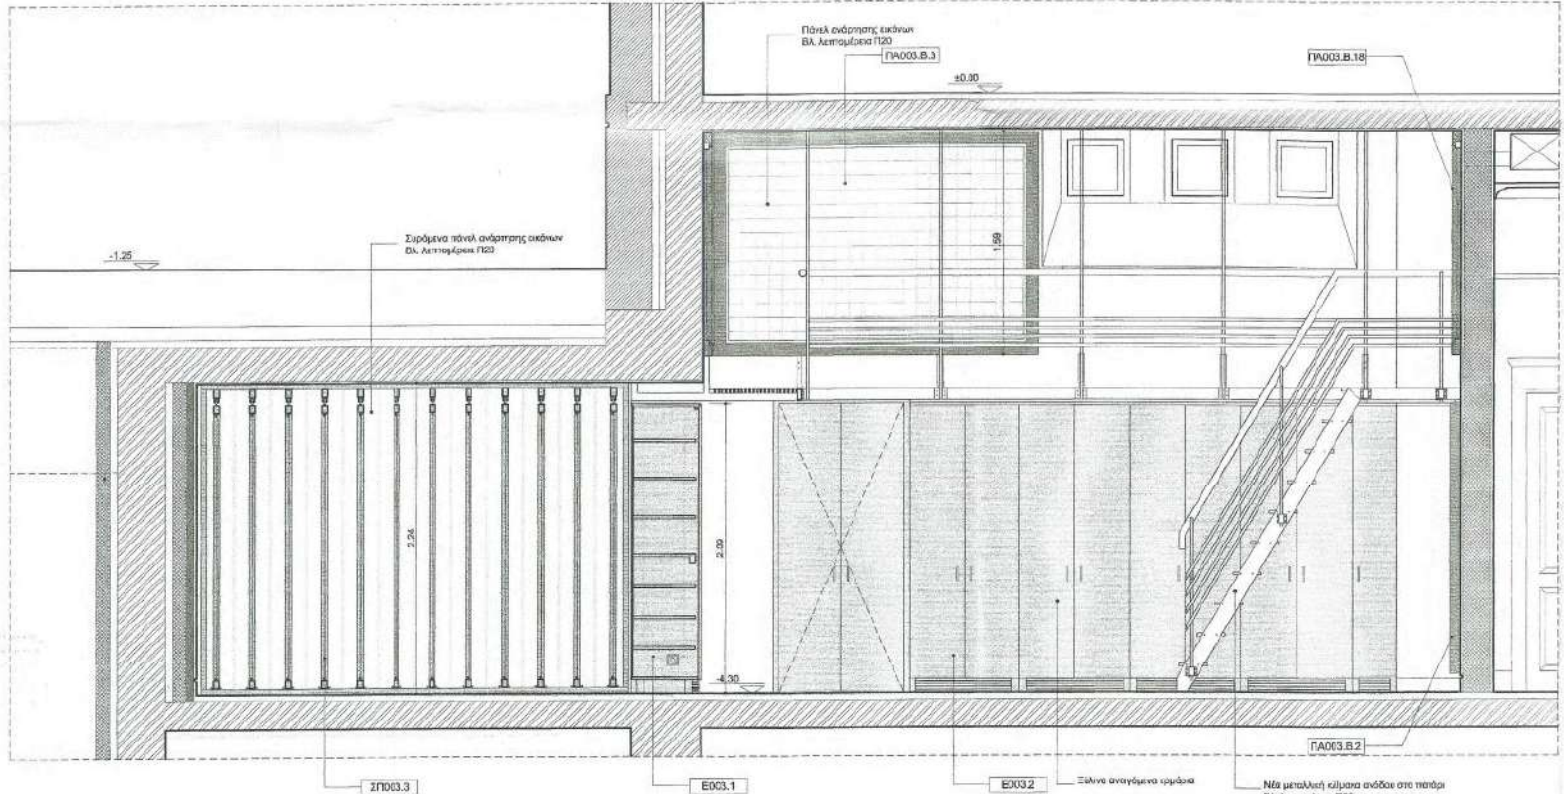 Πάνελ ανάρτησης εικόνων
Βλ. λεπτομέρεια Π20
ΠΑ003.Β.3
±0.00
ΠΑ003.Β.18
Συρόμενα πάνελ ανάρτησης εικόνων
Βλ. λεπτομέρεια Π20
-1.25
1.59
2.24
2.09
-4.30
ΠΑ003.Β.2
ΣΠ003.3
Ε003.1
Ε003.2
Ξύλινα ανοιγόμενα ερμάρια
Νέα μεταλλική κλίμακα ανόδου στο πατάρι